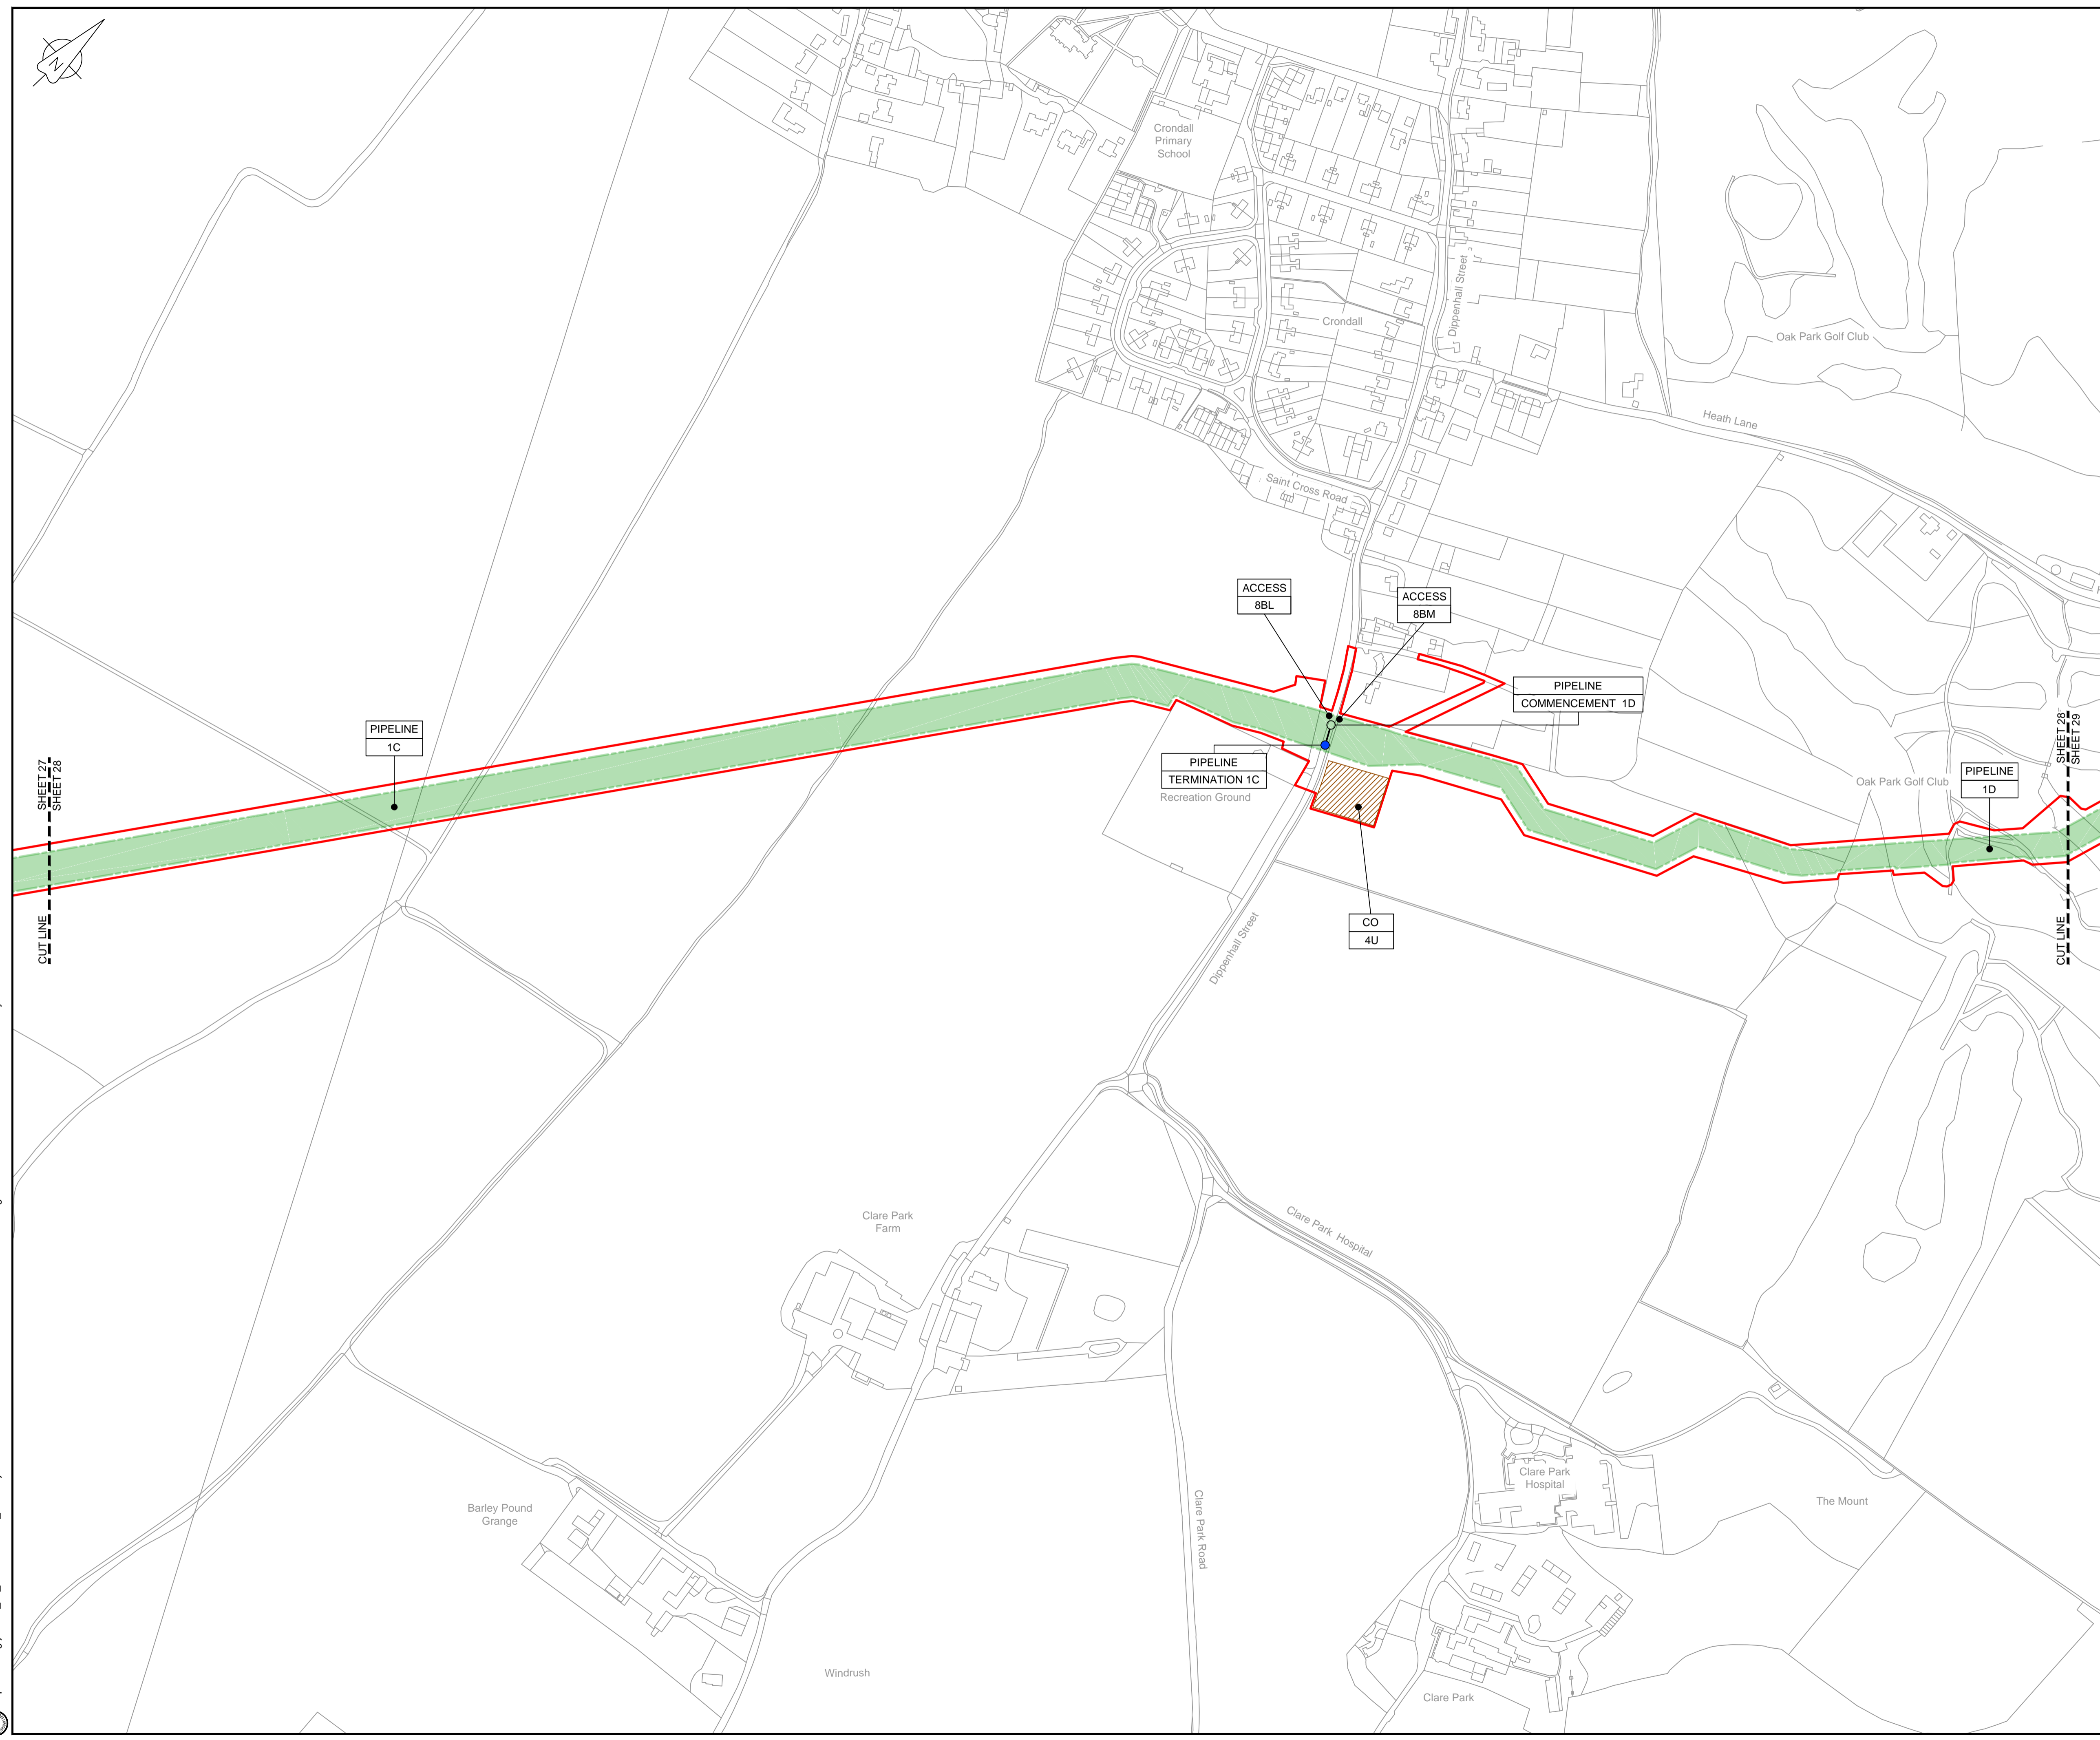 N
Crondall
Primary
School
Dippenhall Street
Crondall
Oak Park Golf Club
Heath Lane
Saint Cross Road
ACCESS
8BL
ACCESS
8BM
PIPELINE
COMMENCEMENT 1D
PIPELINE
1C
PIPELINE
TERMINATION 1C
Recreation Ground
Oak Park Golf Club
PIPELINE
1D
SHEET 27
SHEET 28
CUT LINE
SHEET 28
SHEET 29
CUT LINE
CO
4U
Dippenhall Street
Clare Park
Farm
Clare Park Hospital
Clare Park
Hospital
The Mount
Barley Pound
Grange
Clare Park Road
Windrush
Clare Park